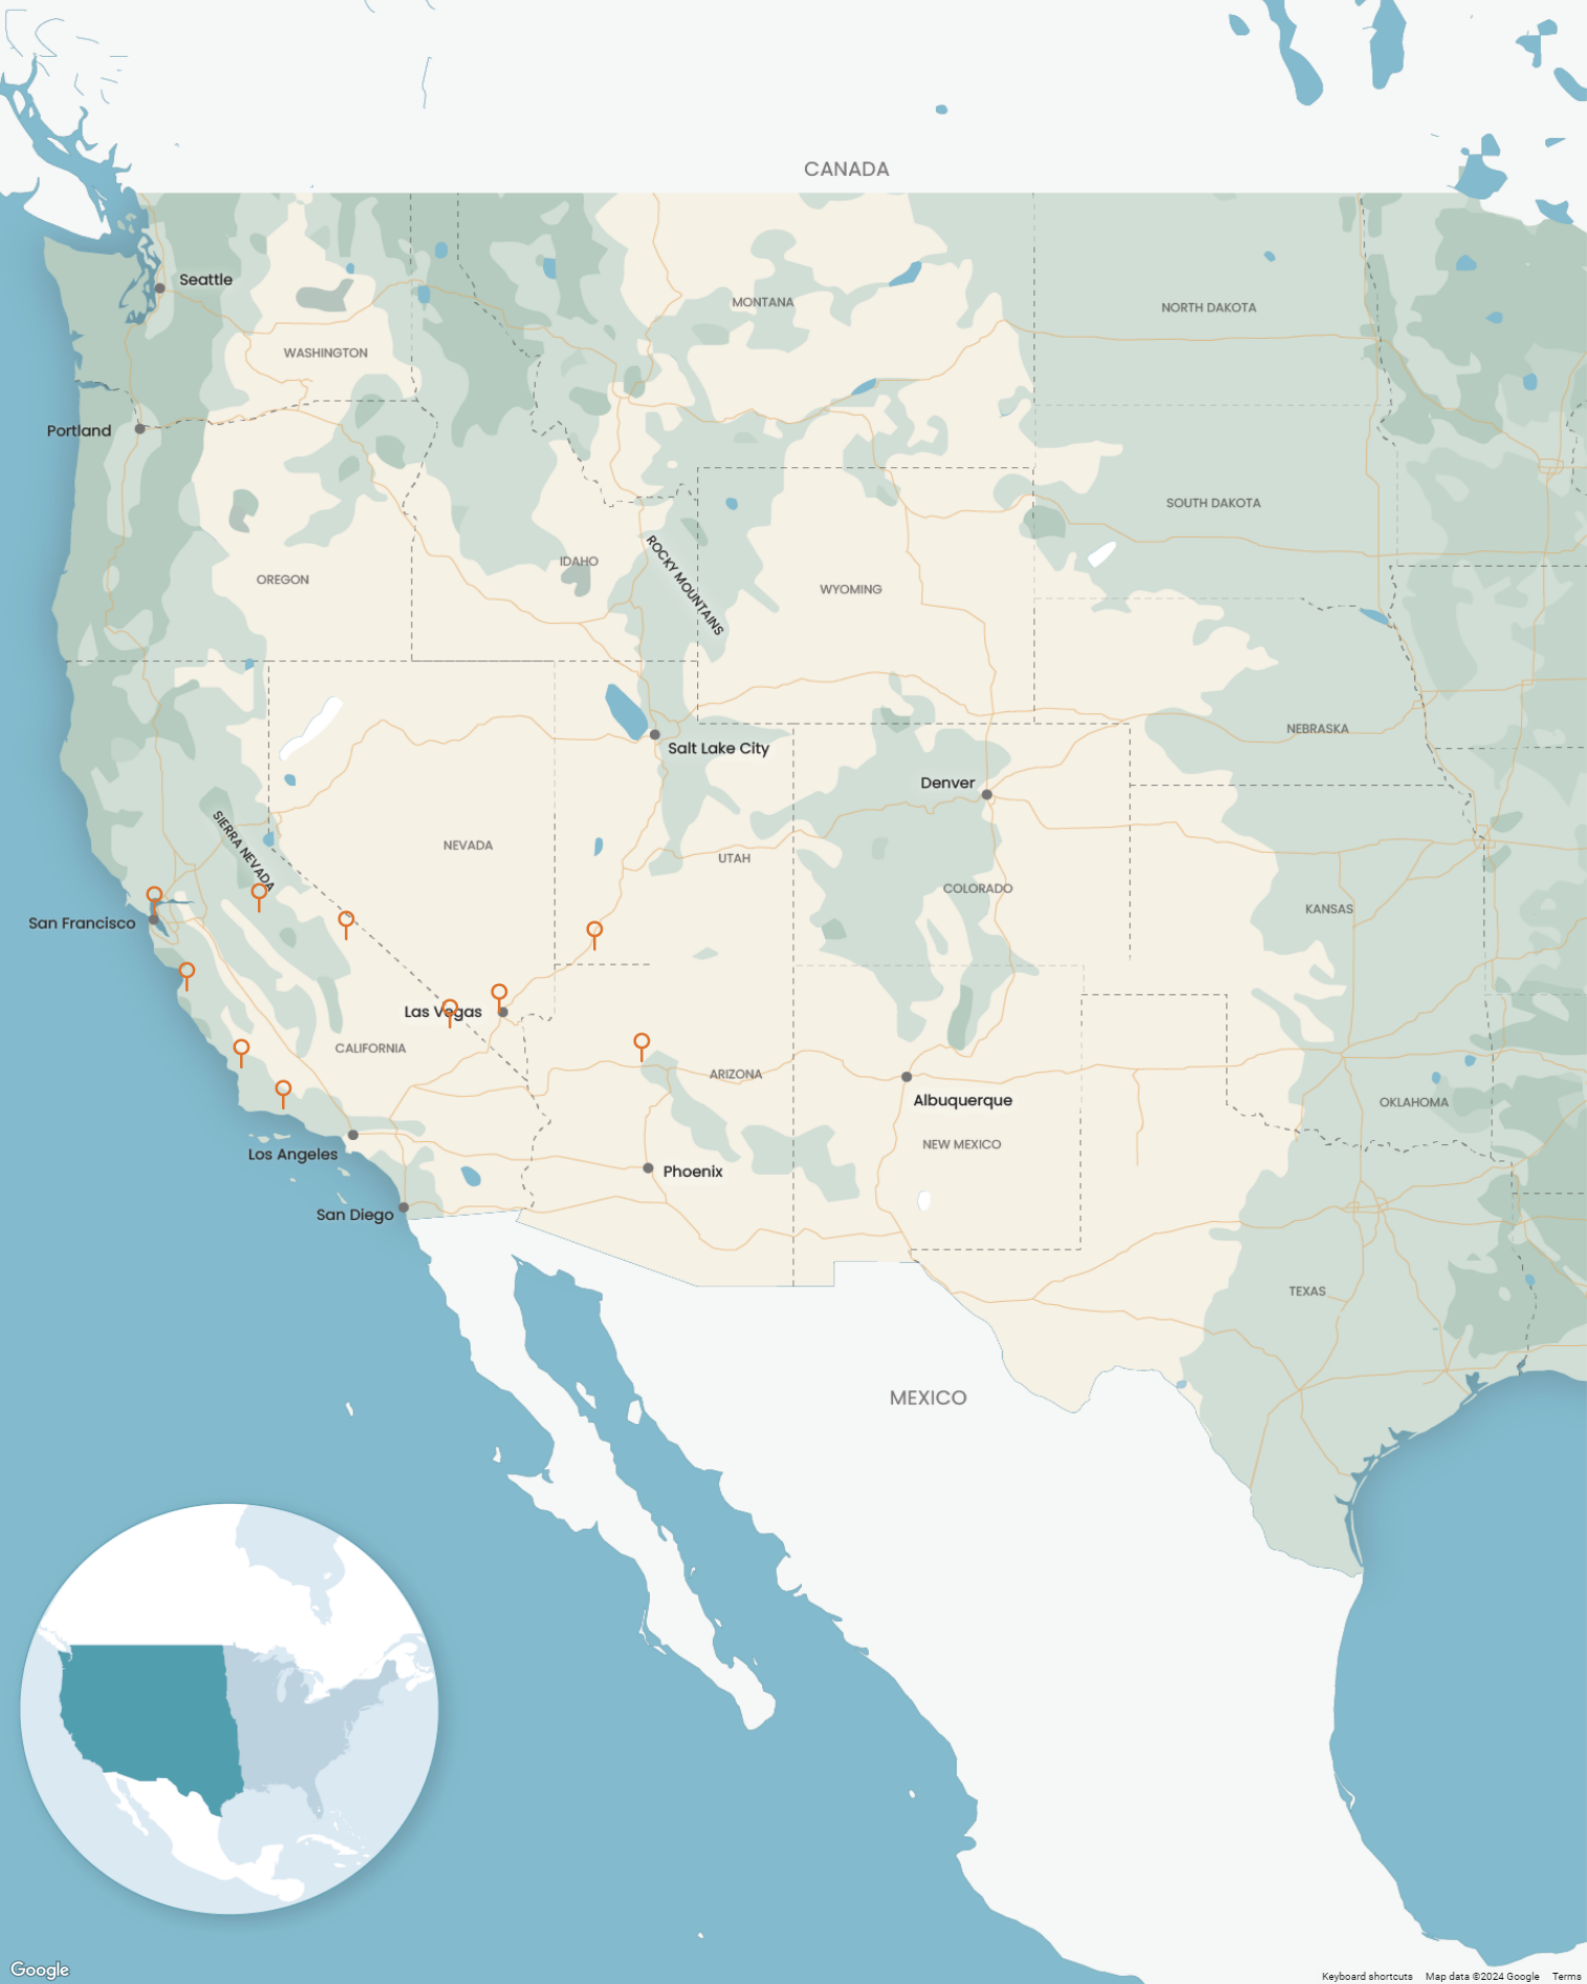 CANADA
Seattle
MONTANA
NORTH DAKOTA
WASHINGTON
Portland
SOUTH DAKOTA
ROCKY MOUNTAINS
IDAHO
OREGON
WYOMING
NEBRASKA
Salt Lake City
Denver
SIERRA NEVADA
NEVADA
UTAH
COLORADO
KANSAS
San Francisco
Las Vegas
CALIFORNIA
ARIZONA
Albuquerque
OKLAHOMA
NEW MEXICO
Los Angeles
Phoenix
San Diego
TEXAS
MEXICO
Google
Keyboard shortcuts Map data ©2024 Google Terms